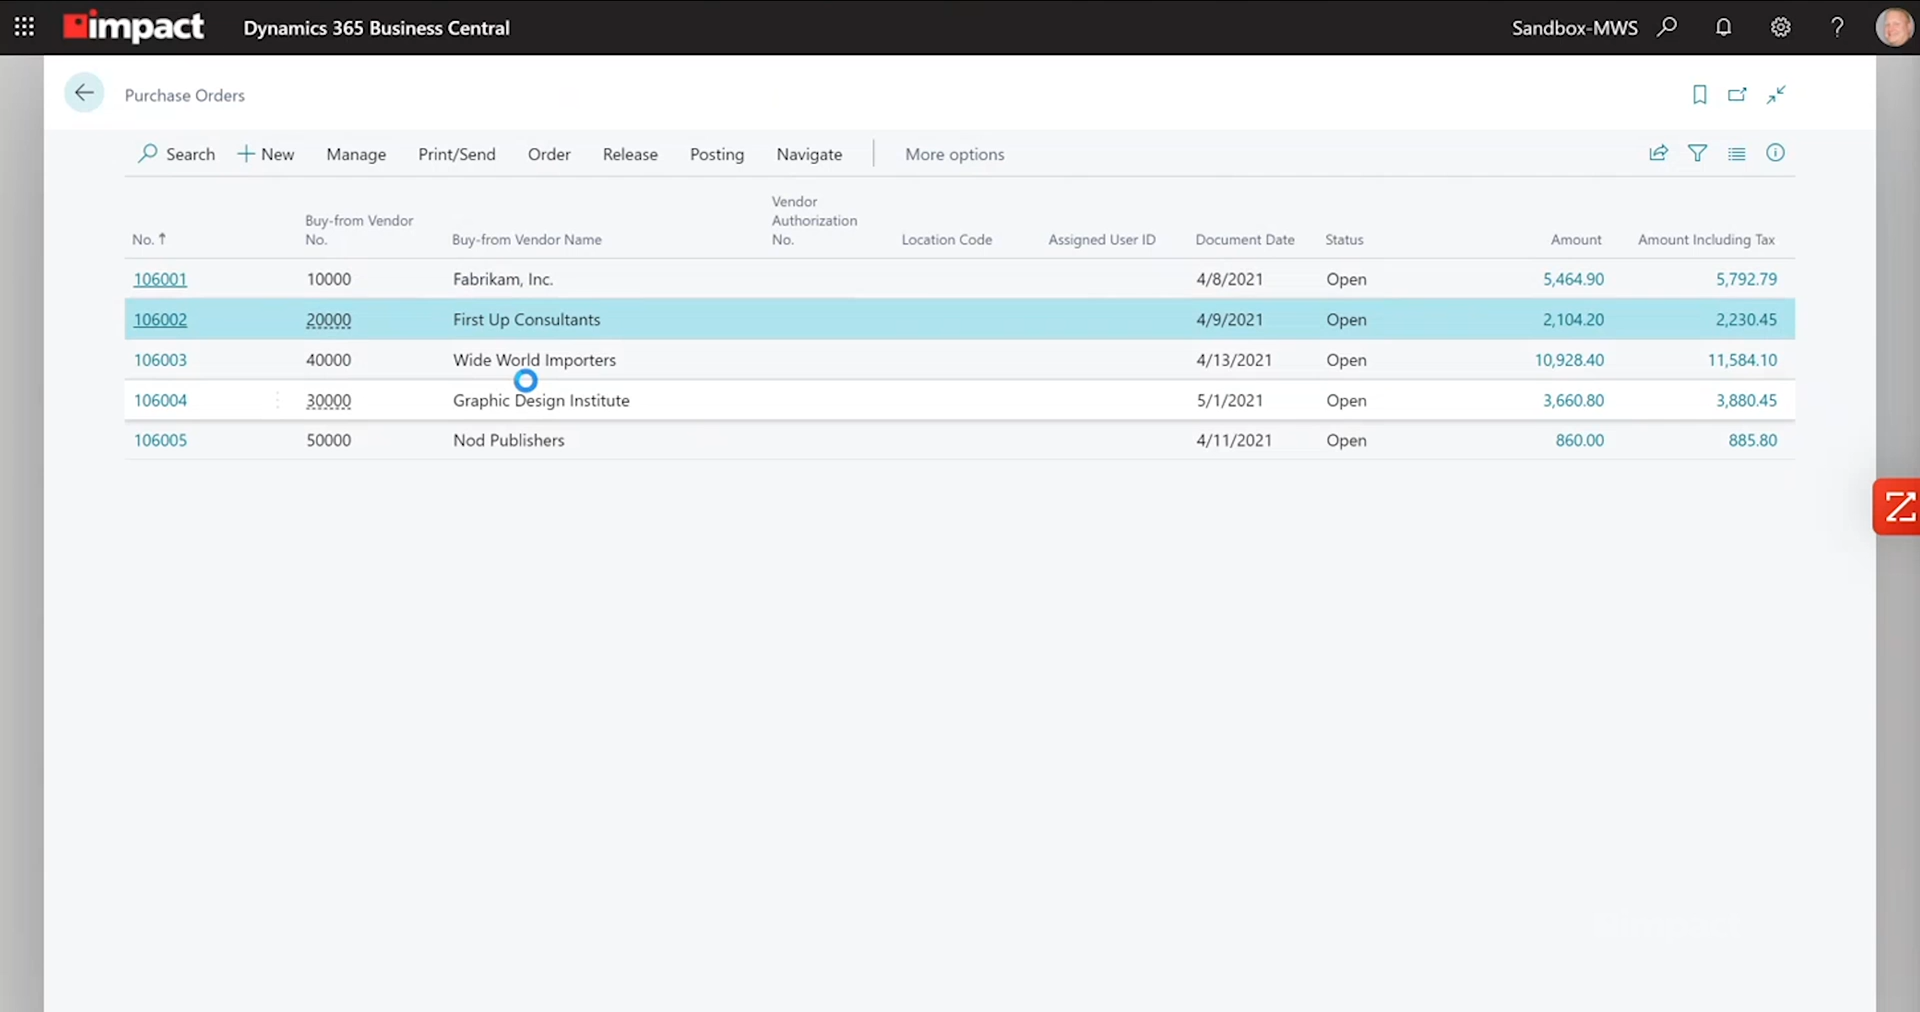 impact Dynamics 365 Business Central Sandbox-MWS ?
Purchase Orders
Search + New Manage Print/Send Order Release Posting Navigate More options
No. ↑ Buy-from Vendor No. Buy-from Vendor Name Vendor Authorization No. Location Code Assigned User ID Document Date Status Amount Amount Including Tax
106001 10000 Fabrikam, Inc. 4/8/2021 Open 5,464.90 5,792.79
106002 20000 First Up Consultants 4/9/2021 Open 2,104.20 2,230.45
106003 40000 Wide World Importers 4/13/2021 Open 10,928.40 11,584.10
106004 30000 Graphic Design Institute 5/1/2021 Open 3,660.80 3,880.45
106005 50000 Nod Publishers 4/11/2021 Open 860.00 885.80